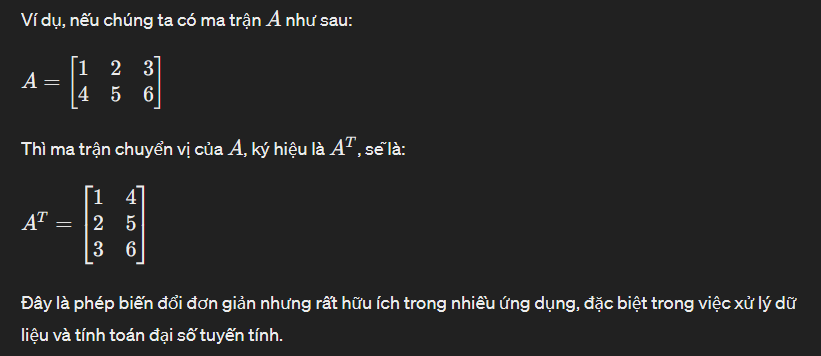 Ví dụ, nếu chúng ta có ma trận A như sau:
A = [1 2 3
4 5 6]
Thì ma trận chuyển vị của A, ký hiệu là A^T, sẽ là:
A^T = [1 4
2 5
3 6]
Đây là phép biến đổi đơn giản nhưng rất hữu ích trong nhiều ứng dụng, đặc biệt trong việc xử lý dữ
liệu và tính toán đại số tuyến tính.